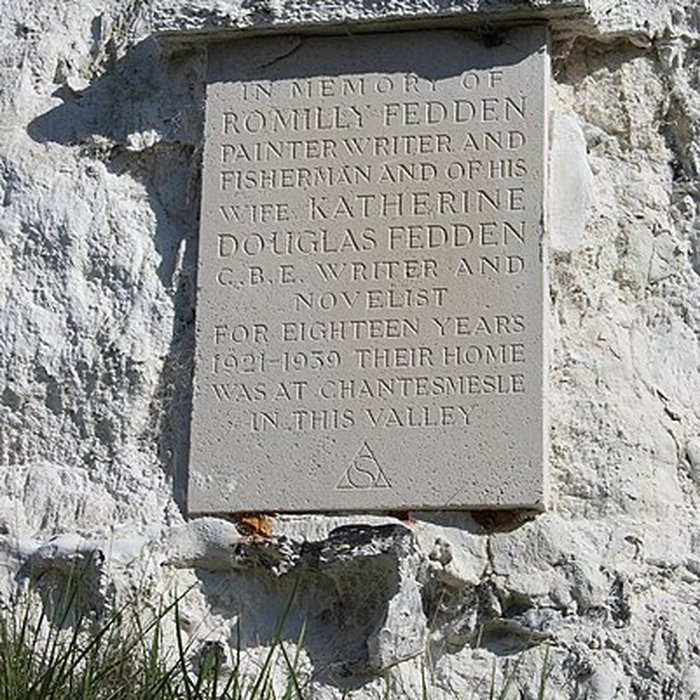 IN MEMORY OF
ROMILLY FEDDEN
PAINTER WRITER AND
FISHERMAN AND OF HIS
WIFE KATHERINE
DOUGLAS FEDDEN
C.B.E. WRITER AND
NOVELIST
FOR EIGHTEEN YEARS
1921-1939 THEIR HOME
WAS AT CHANTESMESLE
IN THIS VALLEY
S